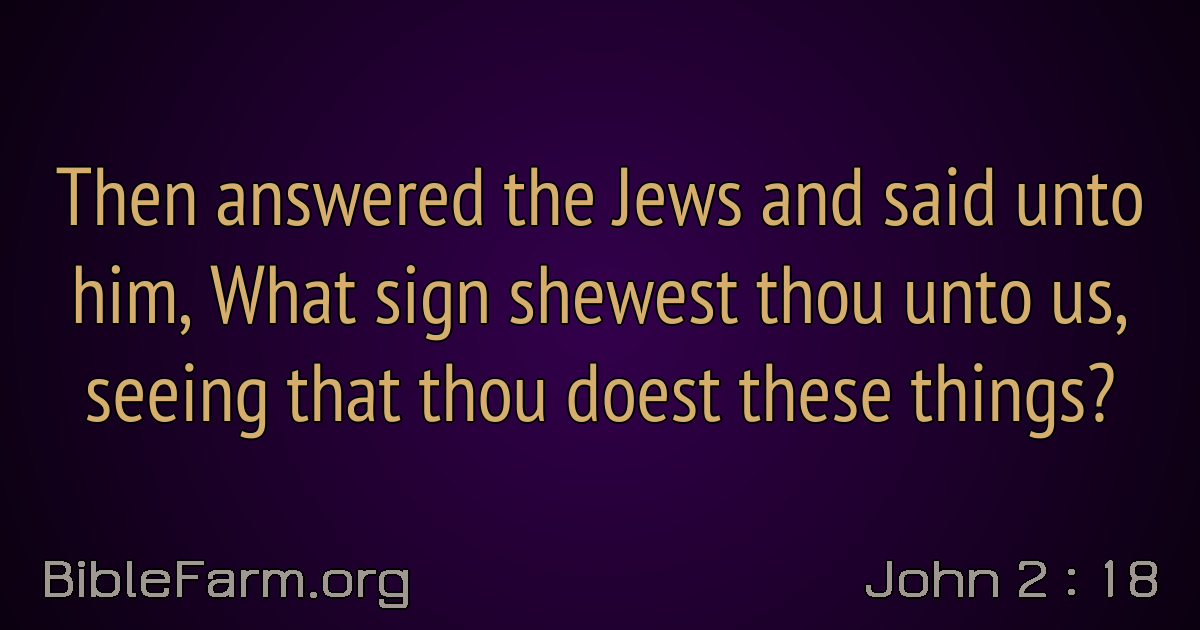 Then answered the Jews and said unto
him, What sign shewest thou unto us,
seeing that thou doest these things?
BibleFarm.org
John 2 : 18